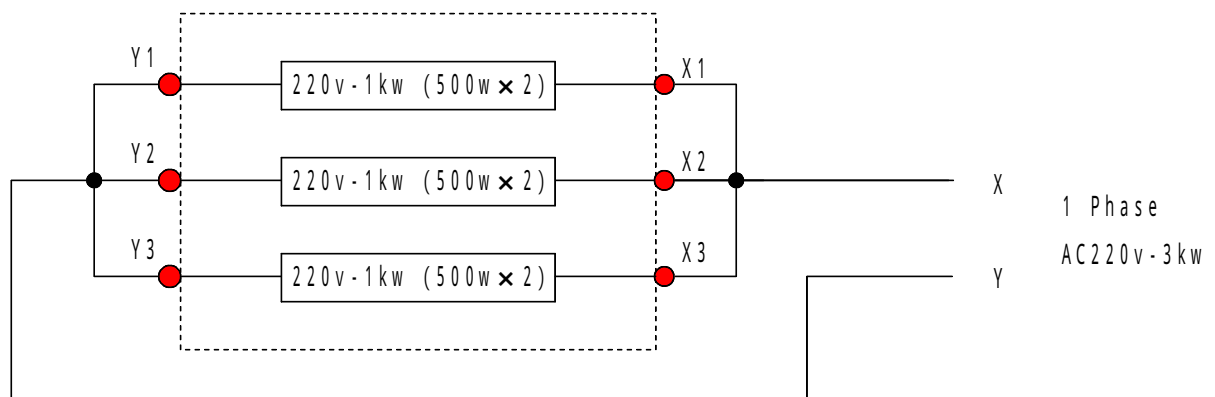 Y1
220v-1kw (500w×2)
X1
Y2
220v-1kw (500w×2)
X2
X
1 Phase
Y3
220v-1kw (500w×2)
X3
AC220v-3kw
Y